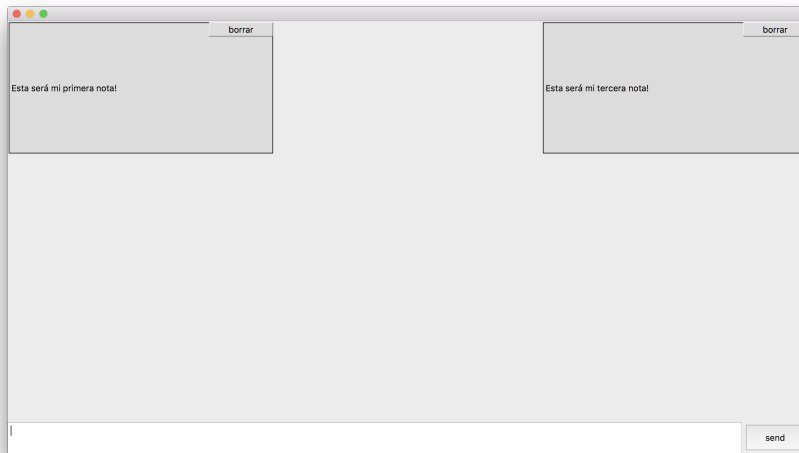 borrar
borrar
Esta será mi primera nota!
Esta será mi tercera nota!
send